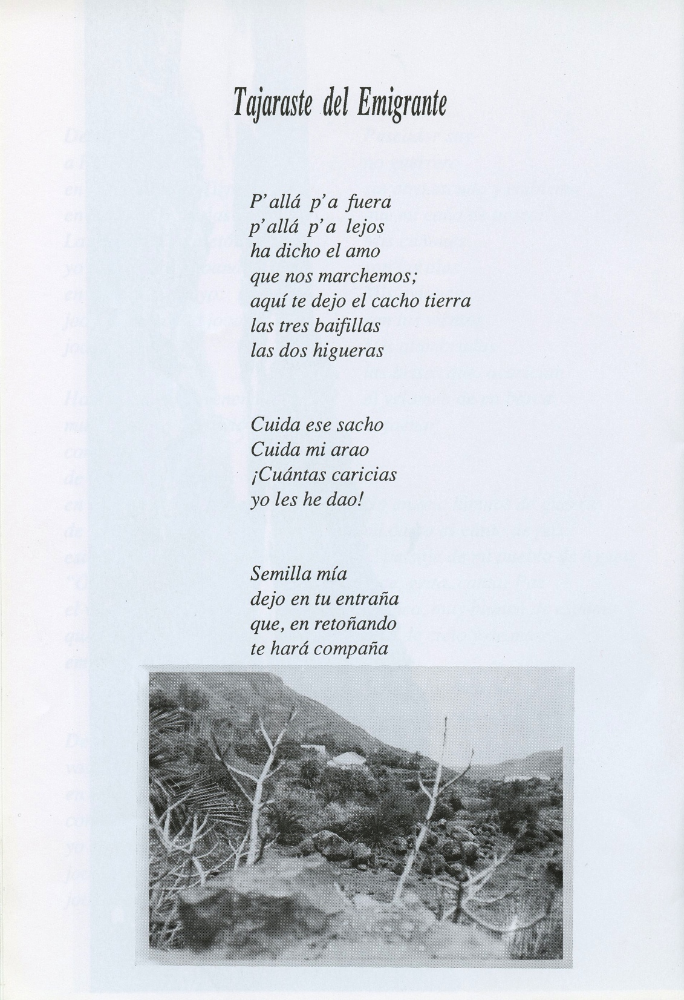 Tajaraste del Emigrante
P'allá p'a fuera
p'allá p'a lejos
ha dicho el amo
que nos marchemos;
aquí te dejo el cacho tierra
las tres baifillas
las dos higueras
Cuida ese sacho
Cuida mi arao
¡Cuántas caricias
yo les he dao!
Semilla mía
dejo en tu entraña
que, en retoñando
te hará compaña